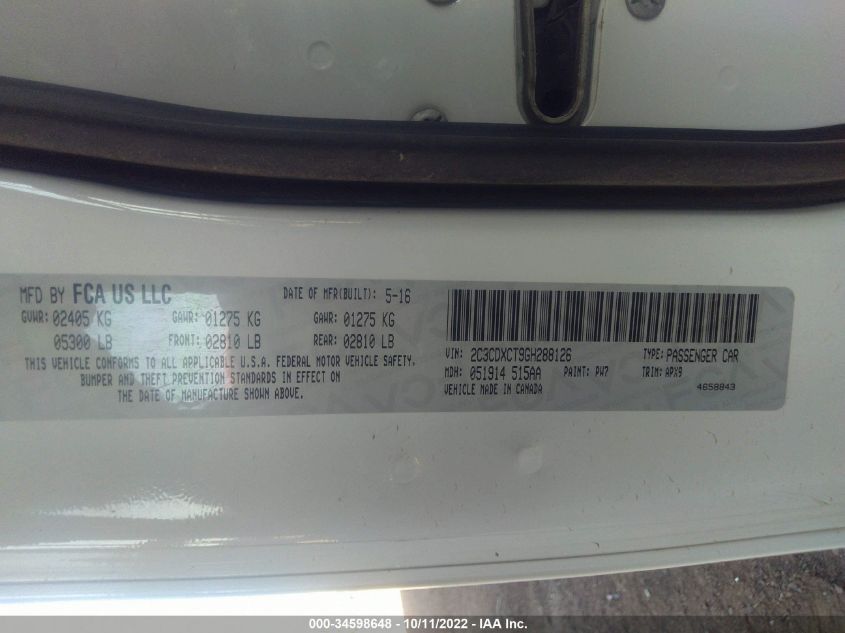 MFD BY FCA US LLC DATE OF MFR(BUILT): 5-16
GVWR: 02405 KG GAWR: 01275 KG GAWR: 01275 KG
05300 LB FRONT: 02810 LB REAR: 02810 LB
THIS VEHICLE CONFORMS TO ALL APPLICABLE U.S.A. FEDERAL MOTOR VEHICLE SAFETY,
BUMPER AND THEFT PREVENTION STANDARDS IN EFFECT ON
THE DATE OF MANUFACTURE SHOWN ABOVE.
VIN: 2C3CDXCT9GH288126 TYPE: PASSENGER CAR
MDH: 051914 515AA PAINT: PW7 TRIM: APX9
VEHICLE MADE IN CANADA 4658843
000-34598648 - 10/11/2022 - IAA Inc.